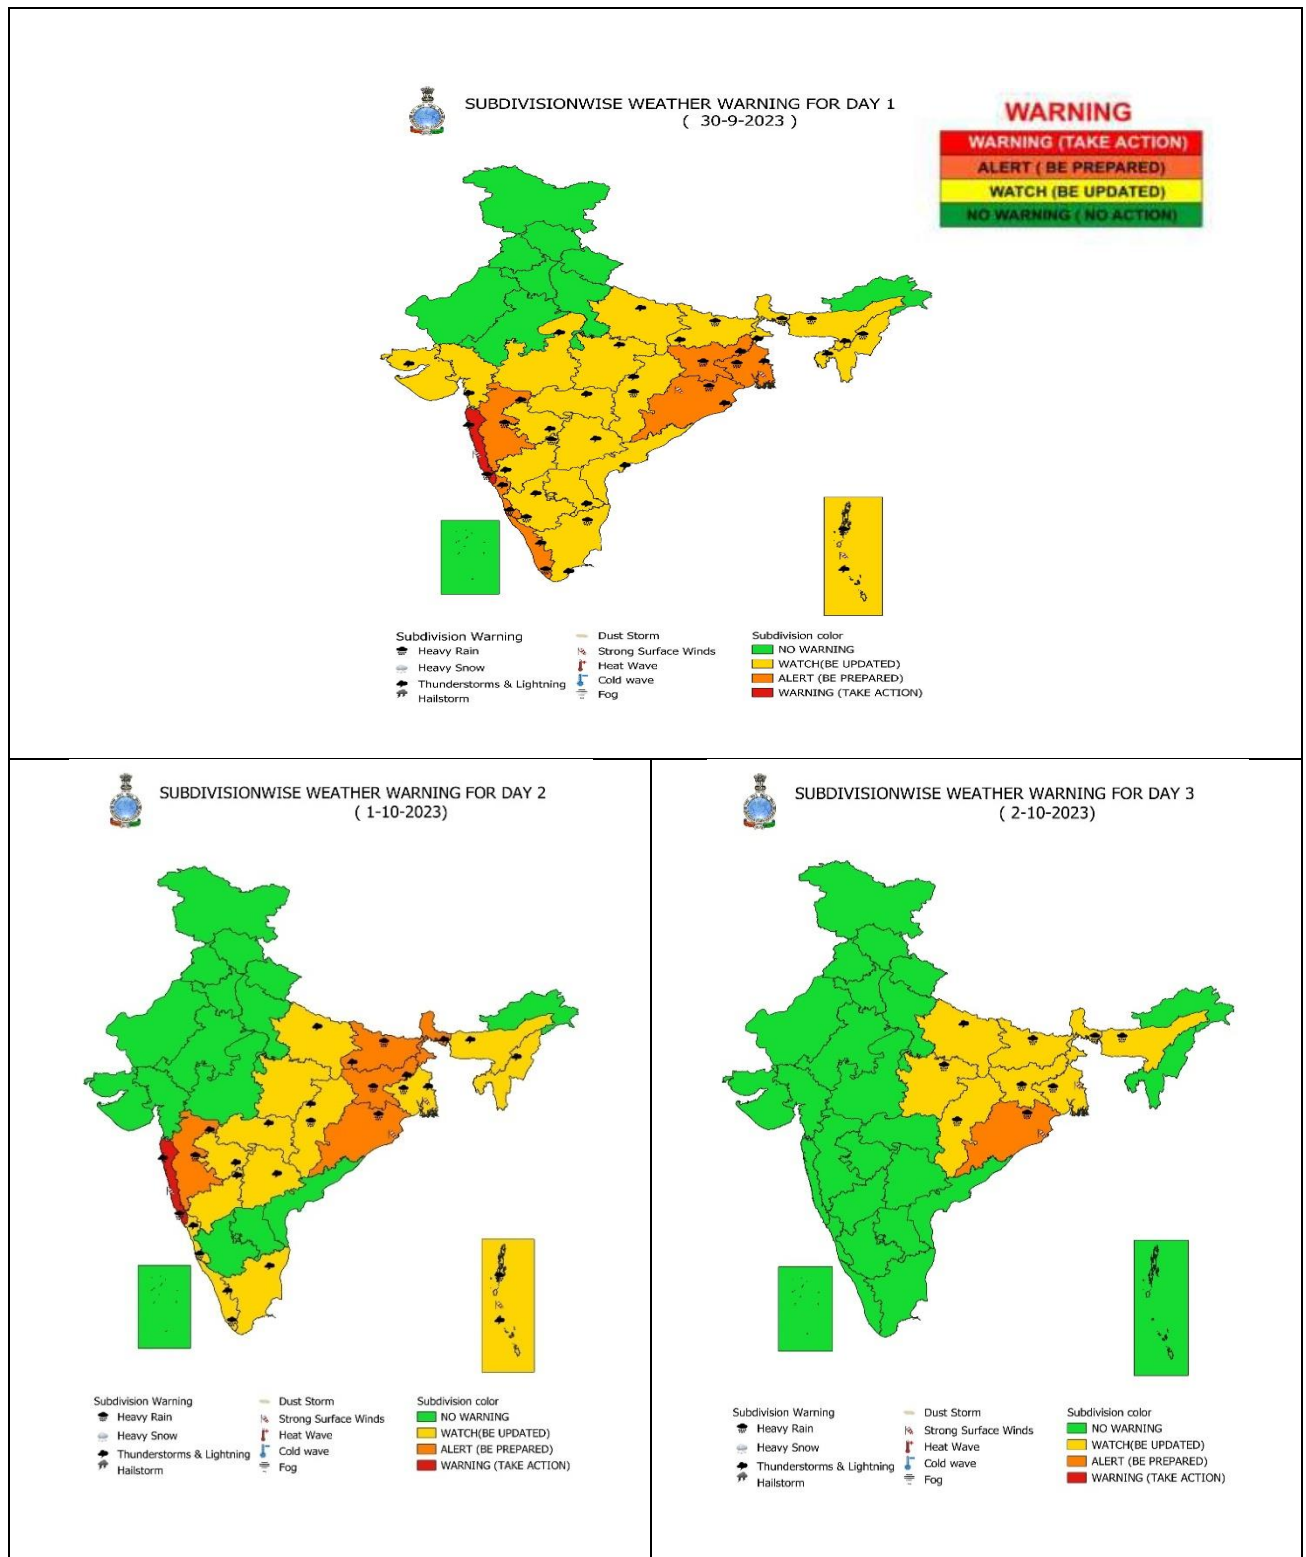 SUBDIVISIONWISE WEATHER WARNING FOR DAY 1
( 30-9-2023 )
WARNING
WARNING (TAKE ACTION)
ALERT ( BE PREPARED)
WATCH (BE UPDATED)
NO WARNING ( NO ACTION)
Subdivision Warning
Heavy Rain
Heavy Snow
Thunderstorms & Lightning
Hailstorm
Dust Storm
Strong Surface Winds
Heat Wave
Cold wave
Fog
Subdivision color
NO WARNING
WATCH(BE UPDATED)
ALERT (BE PREPARED)
WARNING (TAKE ACTION)
SUBDIVISIONWISE WEATHER WARNING FOR DAY 2
( 1-10-2023)
Subdivision Warning
Heavy Rain
Heavy Snow
Thunderstorms & Lightning
Hailstorm
Dust Storm
Strong Surface Winds
Heat Wave
Cold wave
Fog
Subdivision color
NO WARNING
WATCH(BE UPDATED)
ALERT (BE PREPARED)
WARNING (TAKE ACTION)
SUBDIVISIONWISE WEATHER WARNING FOR DAY 3
( 2-10-2023)
Subdivision Warning
Heavy Rain
Heavy Snow
Thunderstorms & Lightning
Hailstorm
Dust Storm
Strong Surface Winds
Heat Wave
Cold wave
Fog
Subdivision color
NO WARNING
WATCH(BE UPDATED)
ALERT (BE PREPARED)
WARNING (TAKE ACTION)